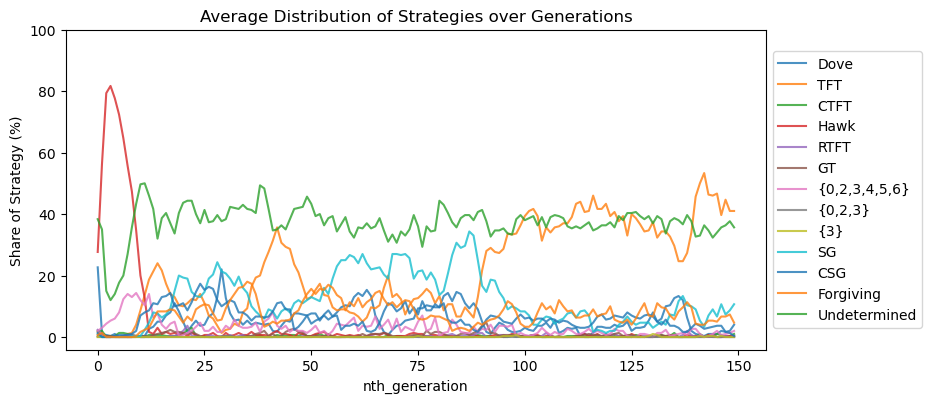 Average Distribution of Strategies over Generations
Share of Strategy (%)
100
80
60
40
20
0
0
25
50
75
100
125
150
nth_generation
Dove
TFT
CTFT
Hawk
RTFT
GT
{0,2,3,4,5,6}
{0,2,3}
{3}
SG
CSG
Forgiving
Undetermined